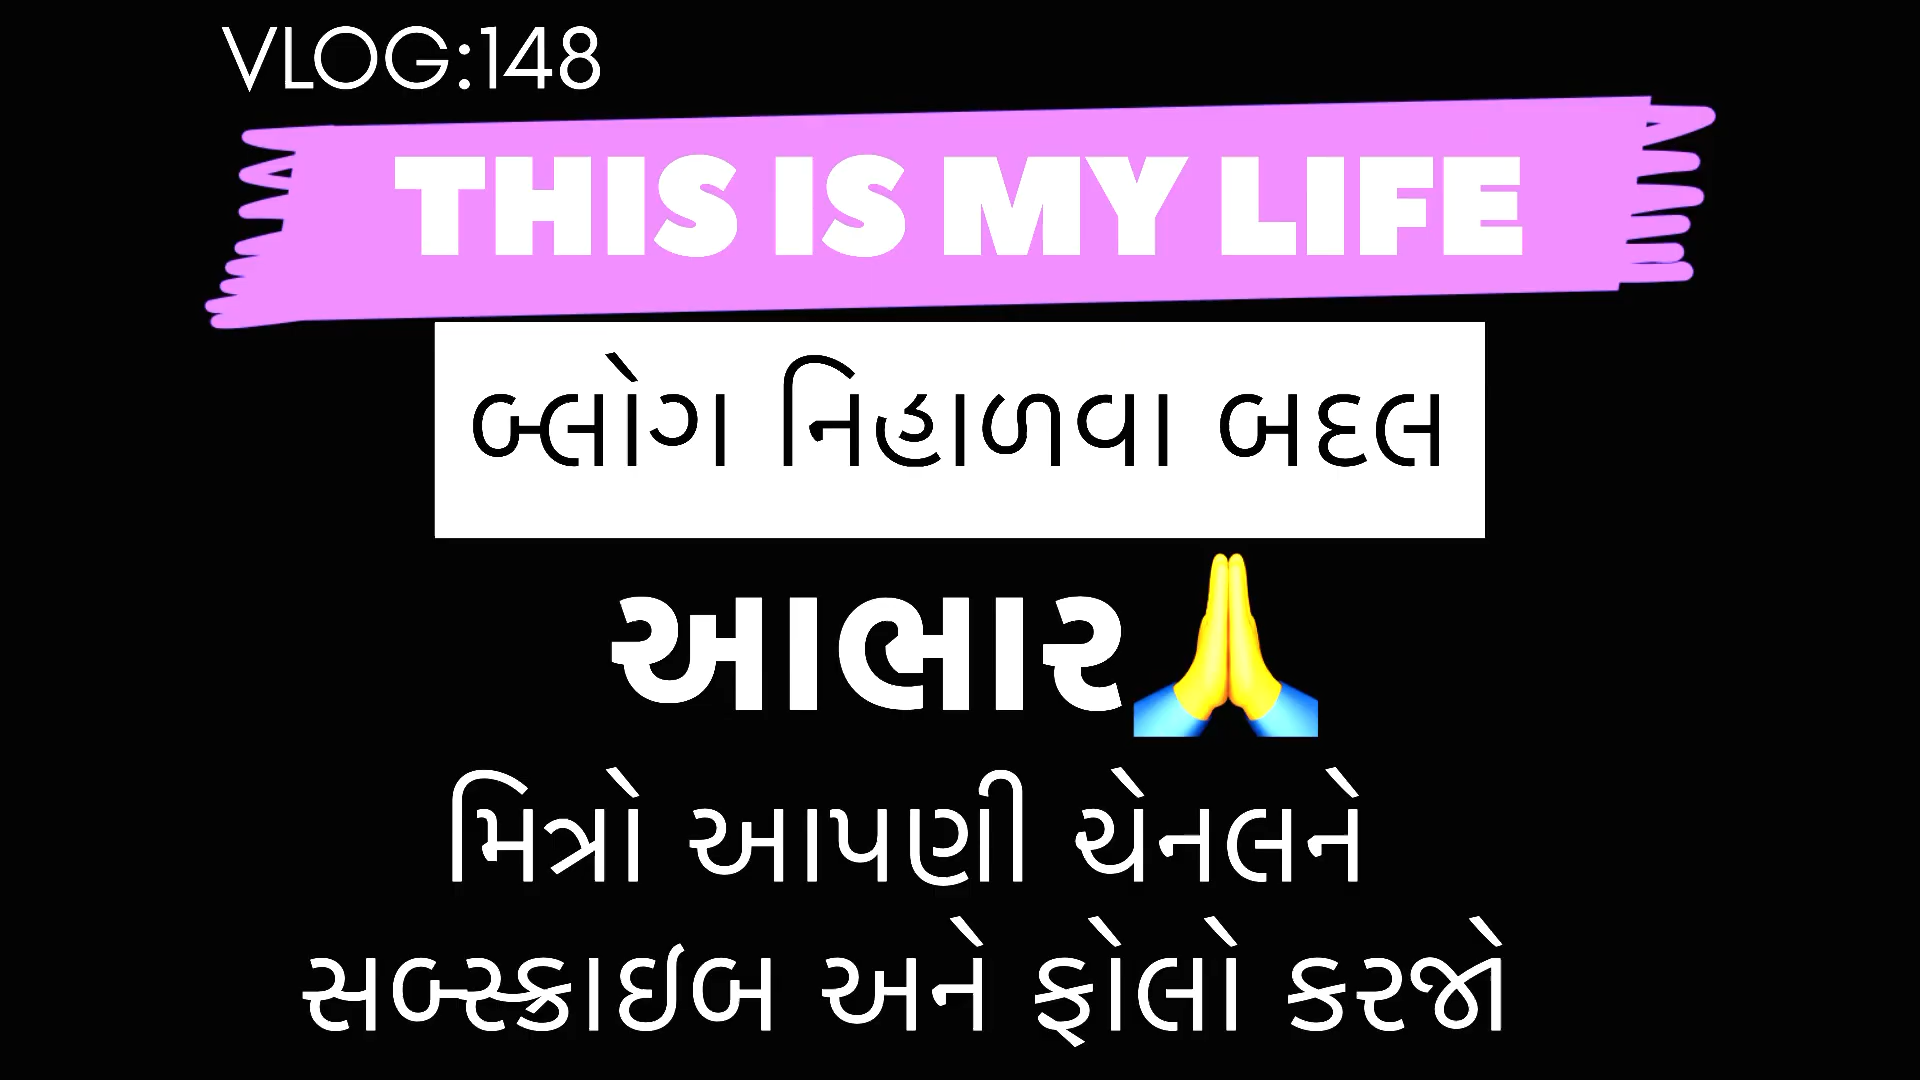 VLOG:148
THIS IS MY LIFE
બ્લોગ નિહાળવા બદલ
આભાર🙏
મિત્રો આપણી ચેનલને
સબ્સ્ક્રાઇબ અને ફોલો કરજો